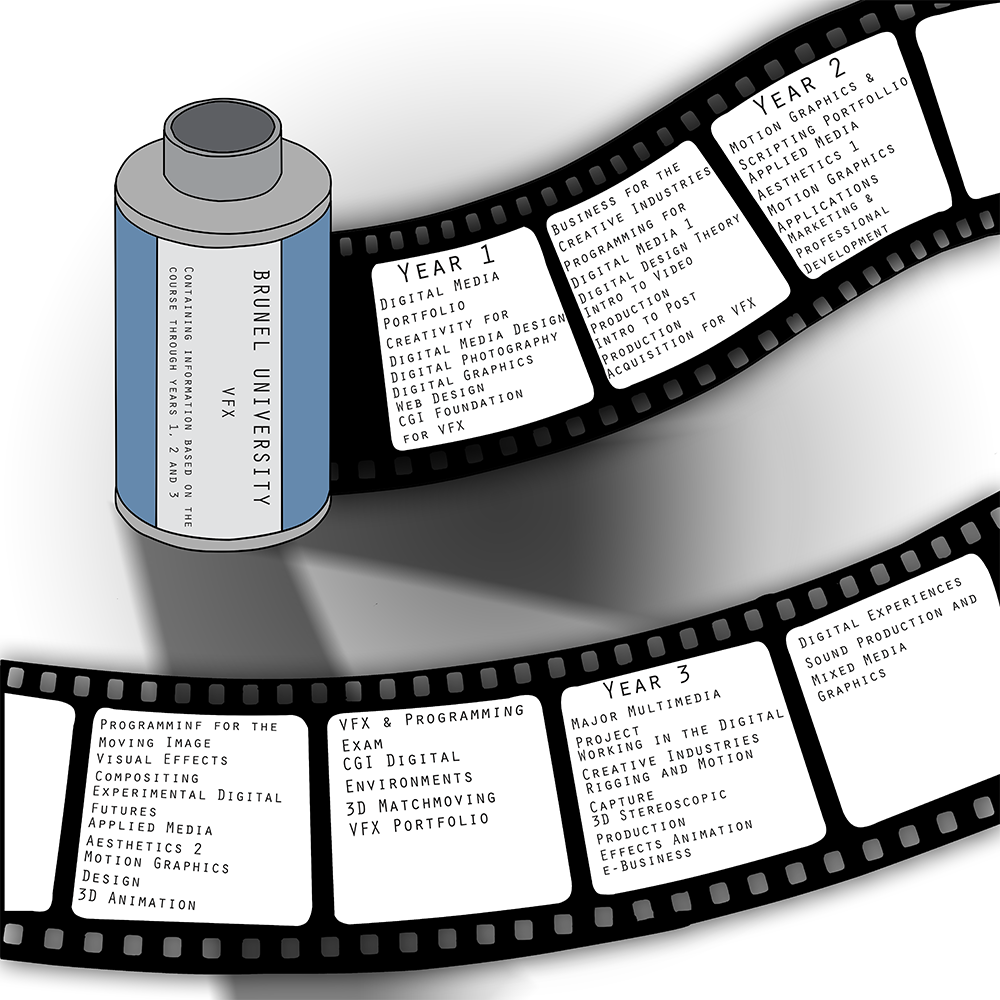 BRUNEL UNIVERSITY
VFX
CONTAINING INFORMATION BASED ON THE
COURSE THROUGH YEARS 1, 2 AND 3
YEAR 1
DIGITAL MEDIA
PORTFOLIO
CREATIVITY FOR
DIGITAL MEDIA DESIGN
DIGITAL PHOTOGRAPHY
DIGITAL GRAPHICS
WEB DESIGN
CGI FOUNDATION
FOR VFX
BUSINESS FOR THE
CREATIVE INDUSTRIES
PROGRAMMING FOR
DIGITAL MEDIA 1
DIGITAL DESIGN THEORY
INTRO TO VIDEO
PRODUCTION
INTRO TO POST
PRODUCTION
ACQUISITION FOR VFX
YEAR 2
MOTION GRAPHICS &
SCRIPTING PORTFOLLIO
APPLIED MEDIA
AESTHETICS 1
MOTION GRAPHICS
APPLICATIONS
MARKETING &
PROFESSIONAL
DEVELOPMENT
PROGRAMMINF FOR THE
MOVING IMAGE
VISUAL EFFECTS
COMPOSITING
EXPERIMENTAL DIGITAL
FUTURES
APPLIED MEDIA
AESTHETICS 2
MOTION GRAPHICS
DESIGN
3D ANIMATION
VFX & PROGRAMMING
EXAM
CGI DIGITAL
ENVIRONMENTS
3D MATCHMOVING
VFX PORTFOLIO
YEAR 3
MAJOR MULTIMEDIA
PROJECT
WORKING IN THE DIGITAL
CREATIVE INDUSTRIES
RIGGING AND MOTION
CAPTURE
3D STEREOSCOPIC
PRODUCTION
EFFECTS ANIMATION
E-BUSINESS
DIGITAL EXPERIENCES
SOUND PRODUCTION AND
MIXED MEDIA
GRAPHICS